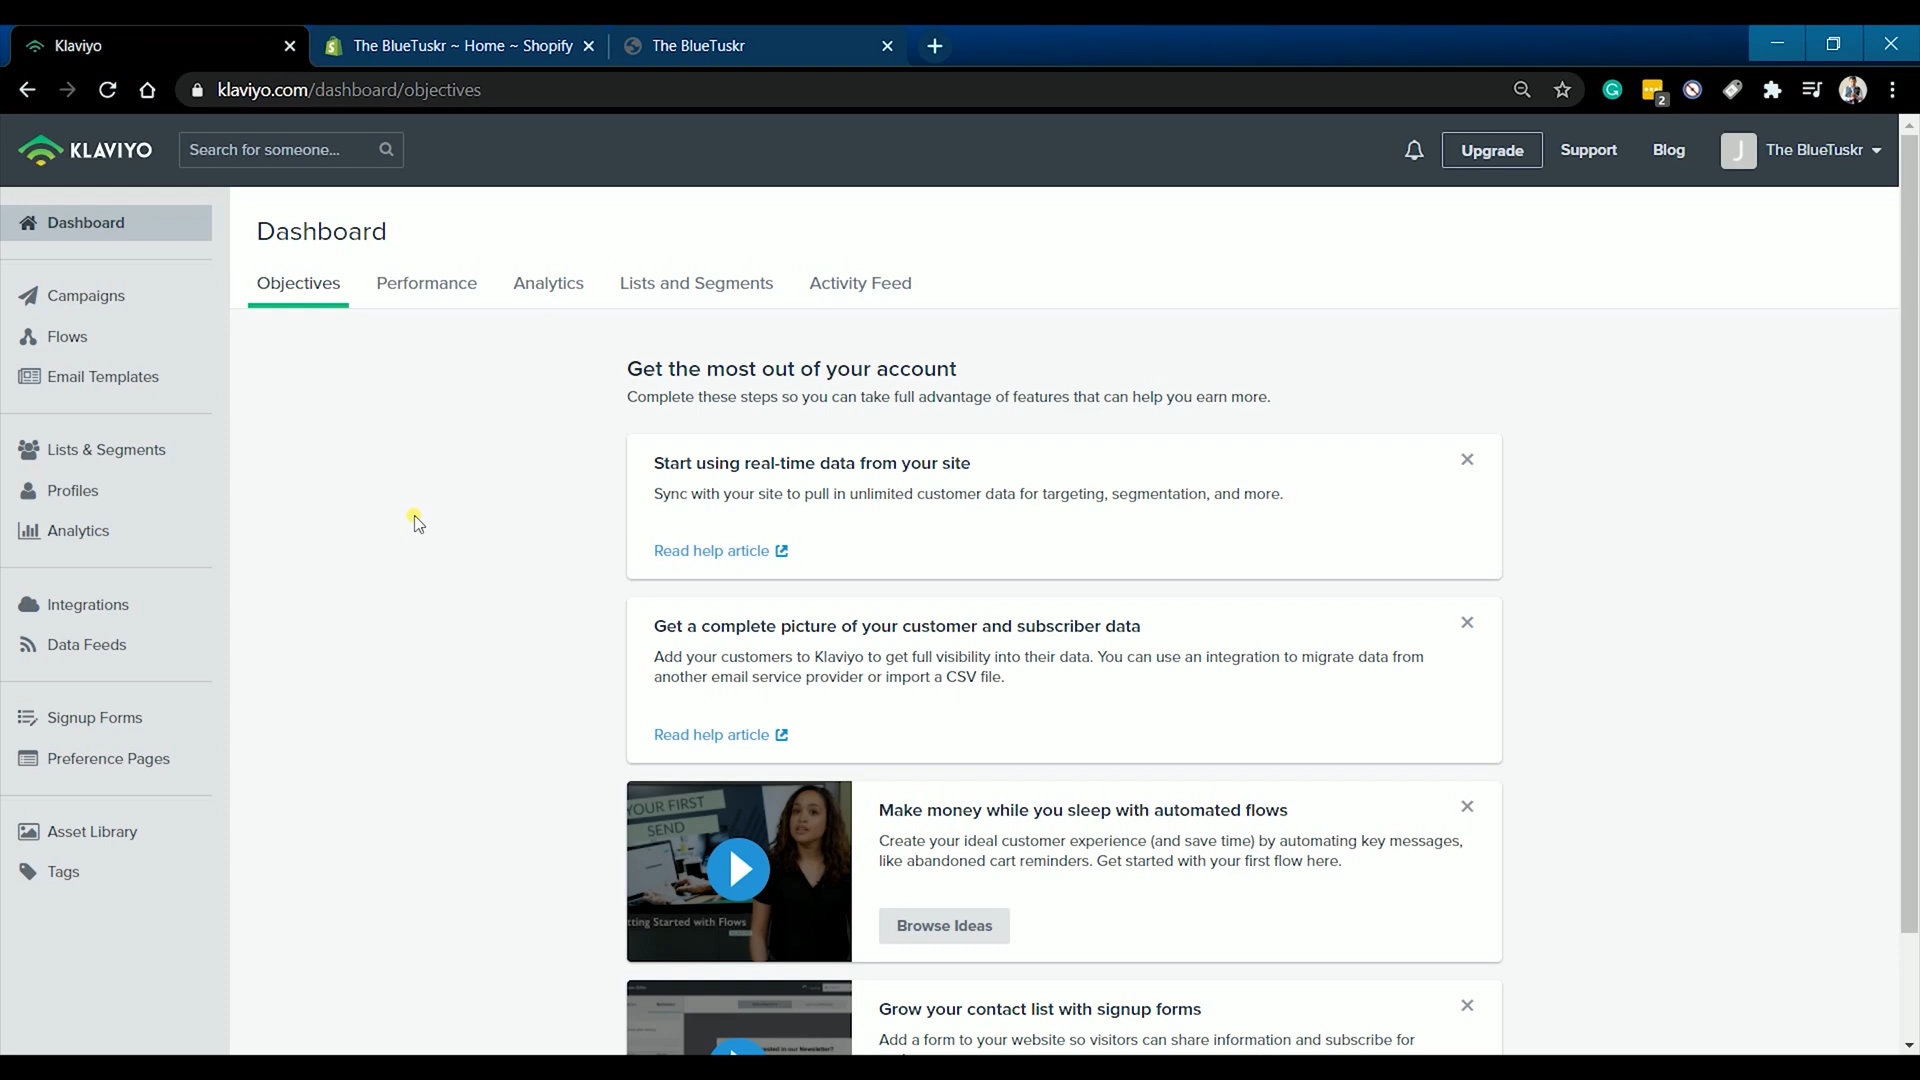 Klaviyo
The BlueTuskr ~ Home ~ Shopify
The BlueTuskr
klaviyo.com/dashboard/objectives
2
KLAVIYO
Search for someone...
Upgrade
Support
Blog
J
The BlueTuskr
Dashboard
Campaigns
Flows
Email Templates
Lists & Segments
Profiles
Analytics
Integrations
Data Feeds
Signup Forms
Preference Pages
Asset Library
Tags
Dashboard
Objectives
Performance
Analytics
Lists and Segments
Activity Feed
Get the most out of your account
Complete these steps so you can take full advantage of features that can help you earn more.
Start using real-time data from your site
Sync with your site to pull in unlimited customer data for targeting, segmentation, and more.
Read help article
Get a complete picture of your customer and subscriber data
Add your customers to Klaviyo to get full visibility into their data. You can use an integration to migrate data from
another email service provider or import a CSV file.
Read help article
YOUR FIRST
SEND
tting Started with Flows
Make money while you sleep with automated flows
Create your ideal customer experience (and save time) by automating key messages,
like abandoned cart reminders. Get started with your first flow here.
Browse Ideas
Grow your contact list with signup forms
Add a form to your website so visitors can share information and subscribe for